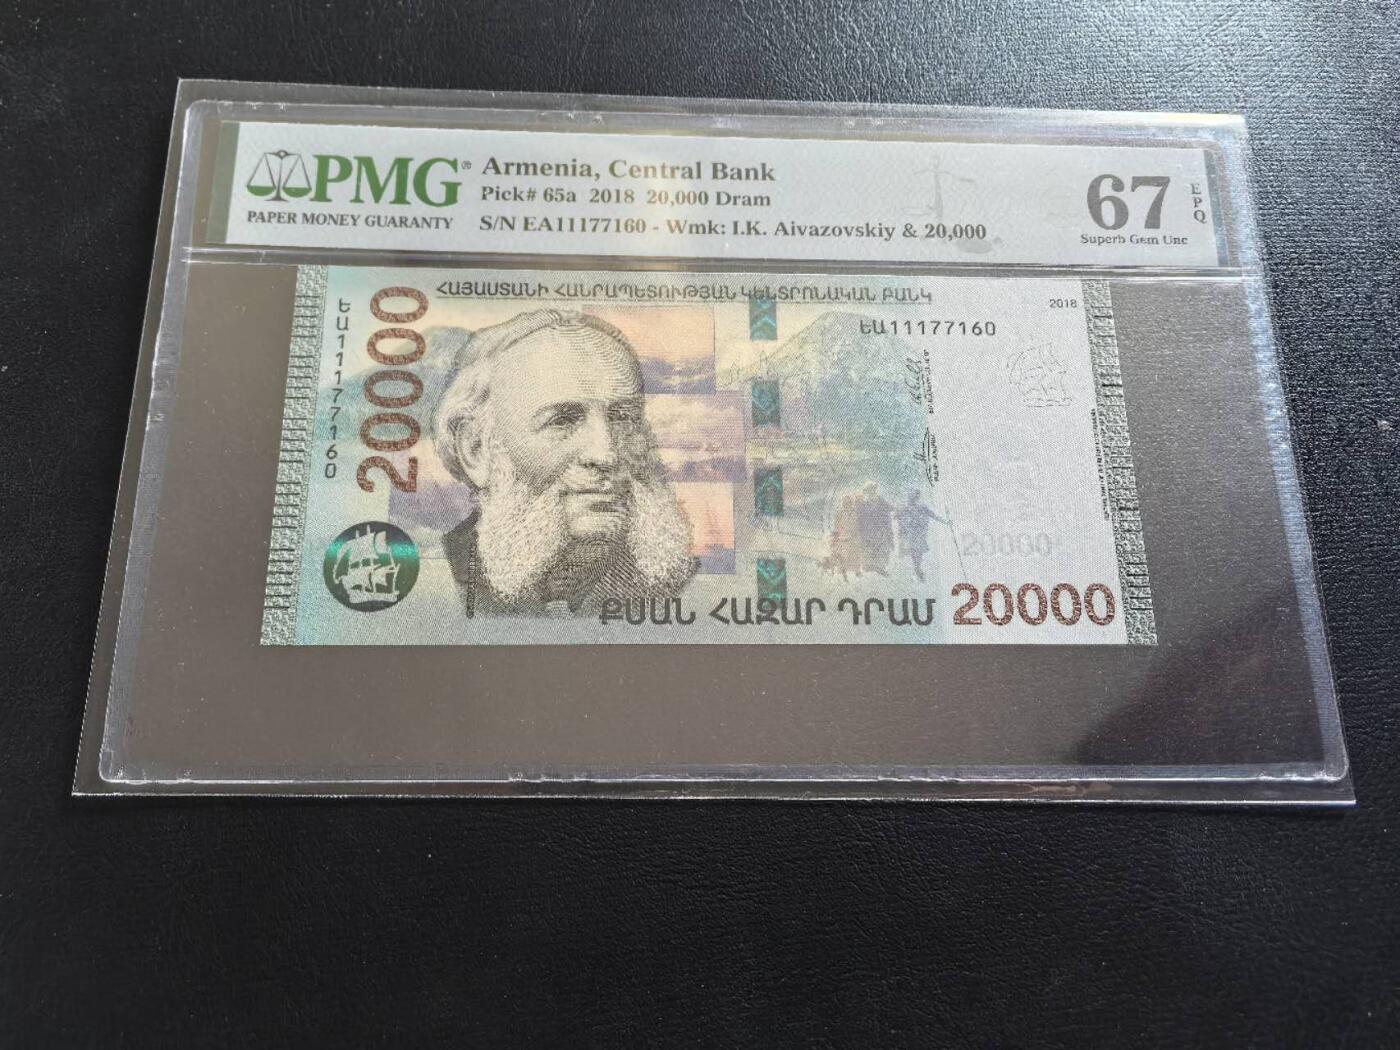 PMG®
PAPER MONEY GUARANTY
Armenia, Central Bank
Pick# 65a 2018 20,000 Dram
S/N EA11177160 - Wmk: I.K. Aivazovskiy & 20,000
67
EPQ
Superb Gem Unc
ՀԱՅԱՍՏԱՆԻ ՀԱՆՐԱՊԵՏՈՒԹՅԱՆ ԿԵՆՏՐՈՆԱԿԱՆ ԲԱՆԿ
2018
ԵԱ11177160
ԵԱ11177160
20000
20000
ՔՍԱՆ ՀԱԶԱՐ ԴՐԱՄ 20000